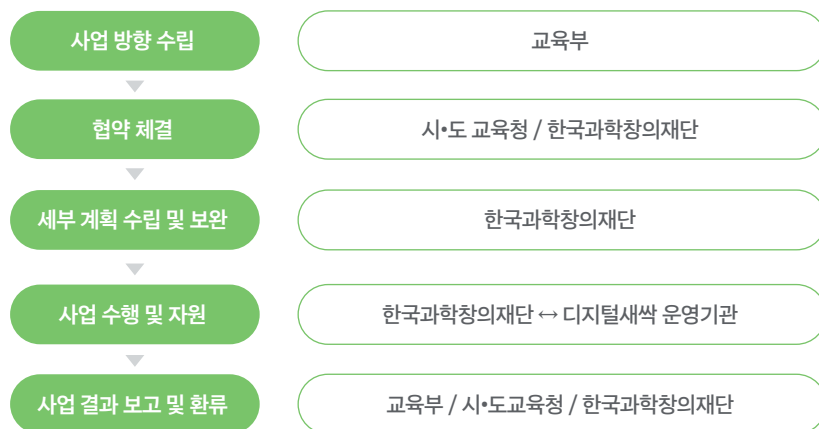 사업 방향 수립
교육부
협약 체결
시•도 교육청 / 한국과학창의재단
세부 계획 수립 및 보완
한국과학창의재단
사업 수행 및 자원
한국과학창의재단 ↔ 디지털새싹 운영기관
사업 결과 보고 및 환류
교육부 / 시•도교육청 / 한국과학창의재단